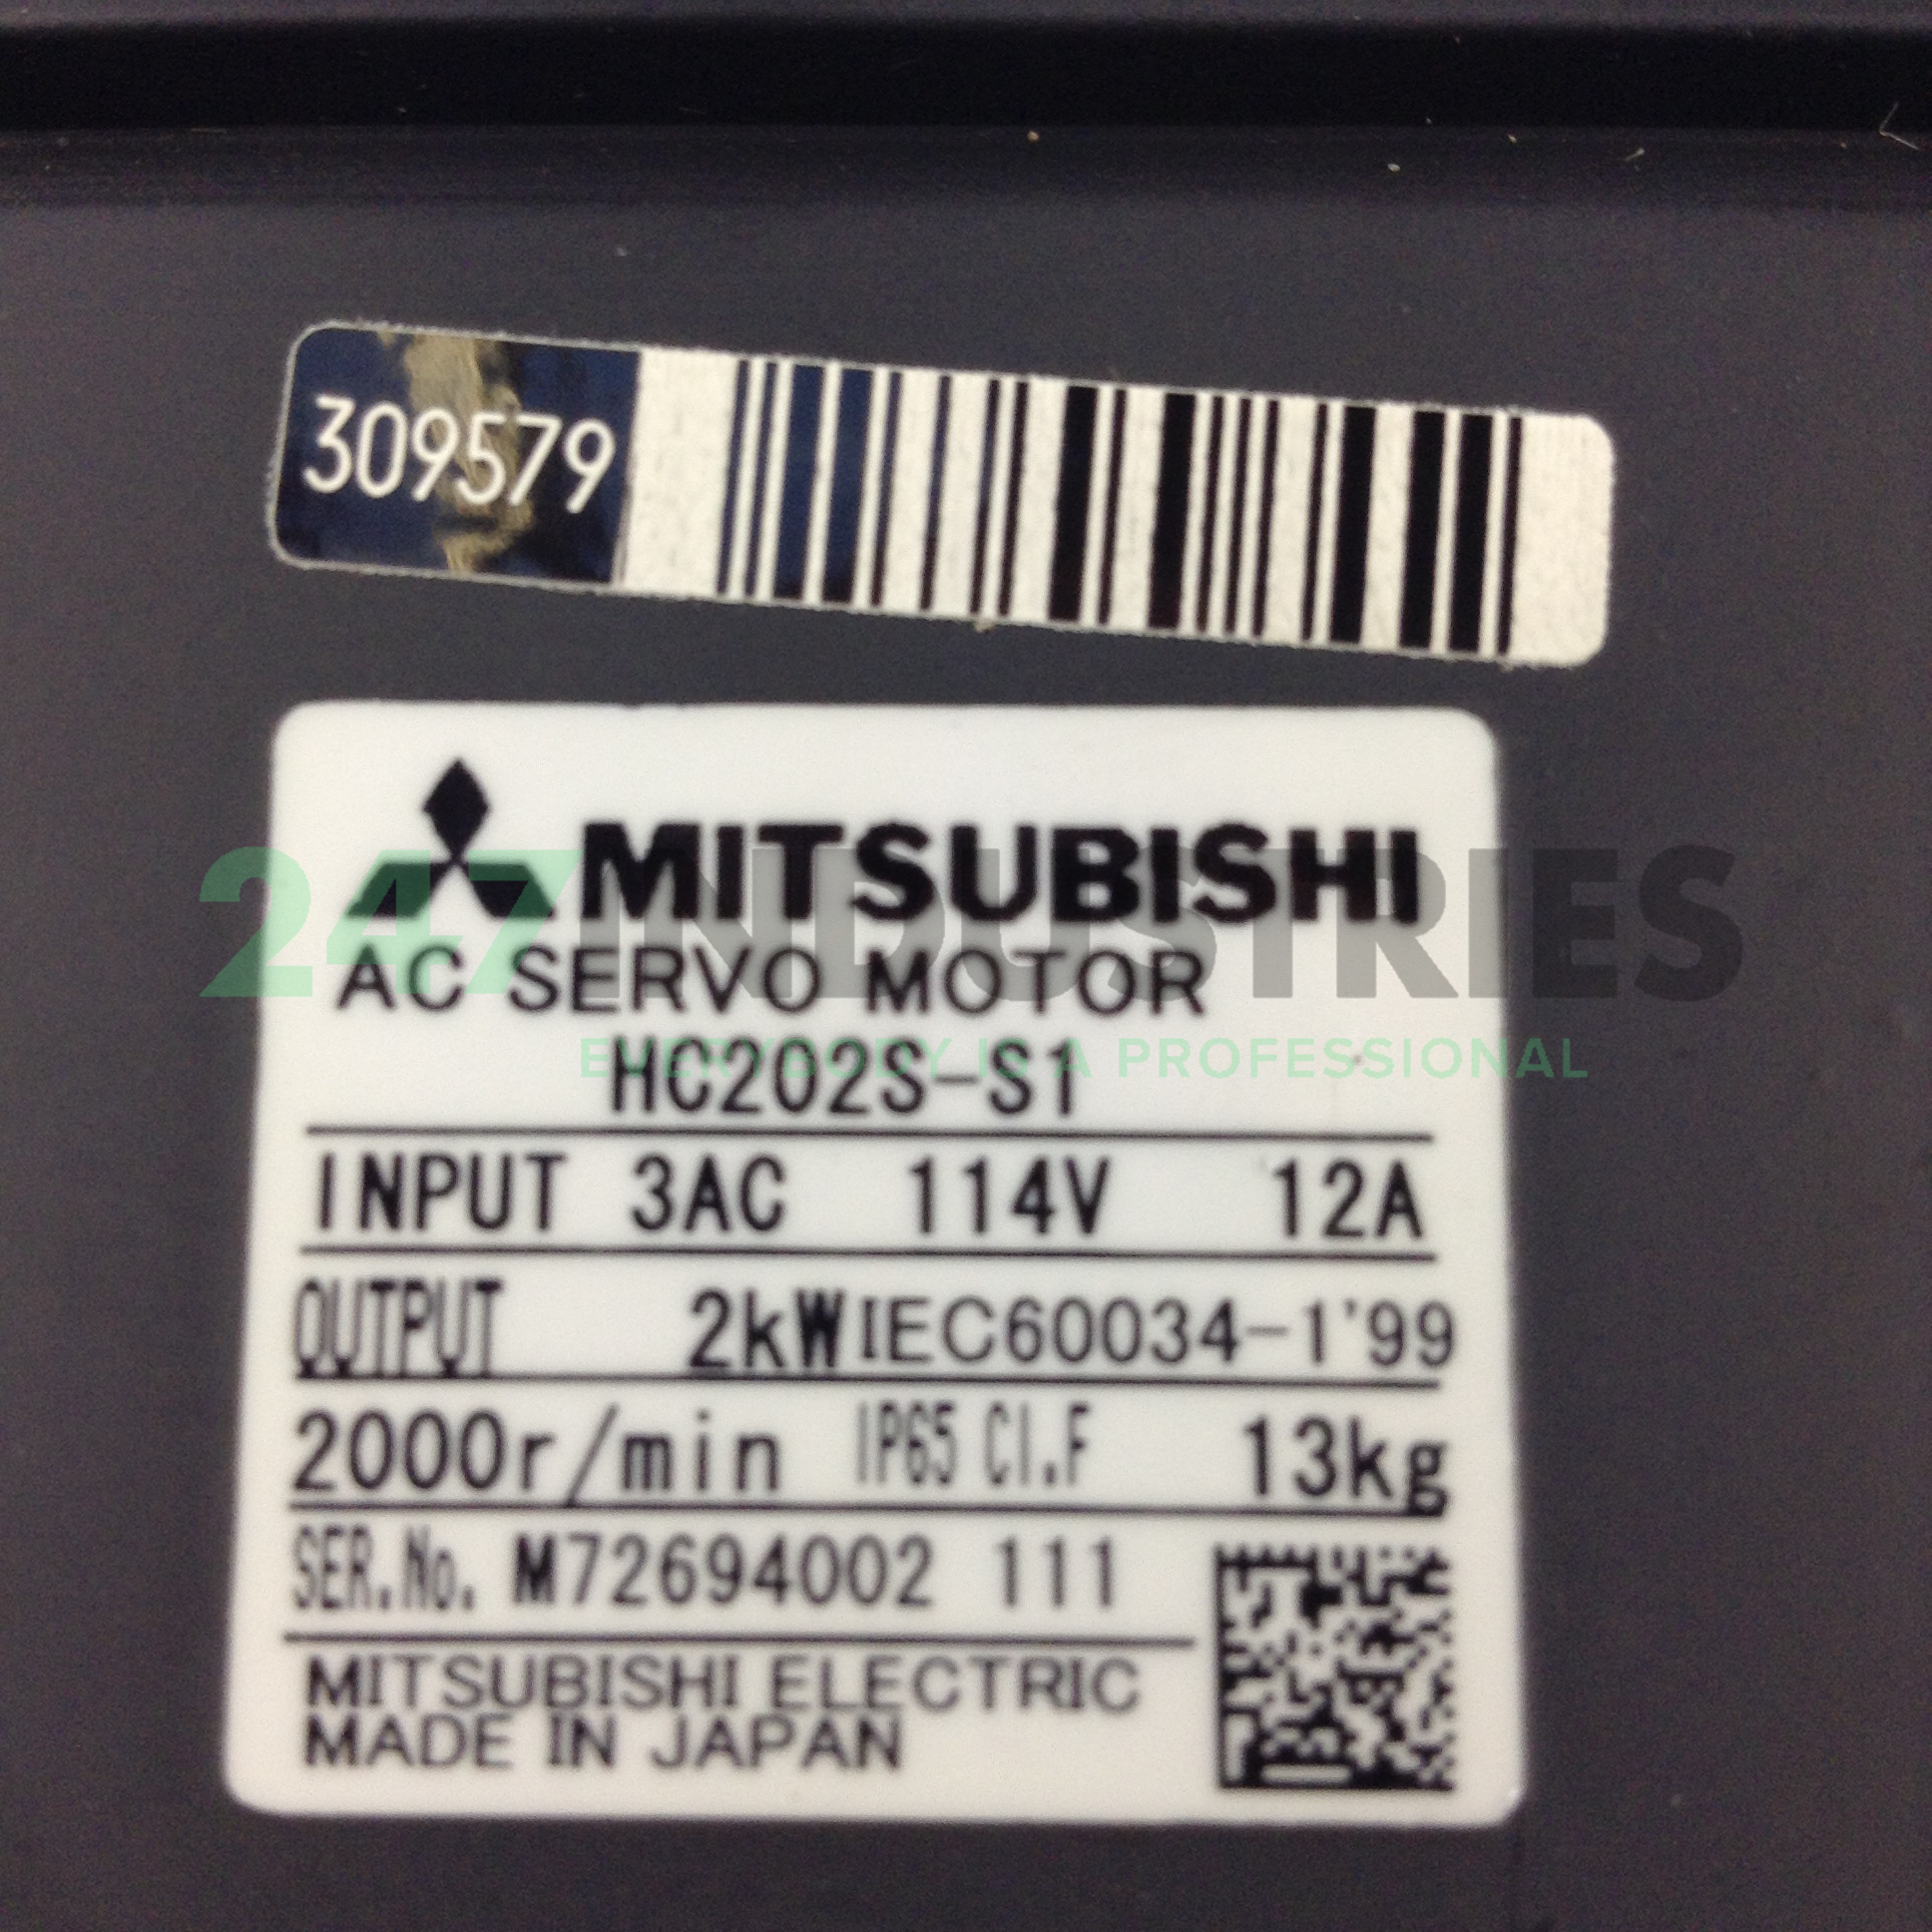 309579
MITSUBISHI
247INDUSTRIES
AC SERVO MOTOR
EVERYBODY IS A PROFESSIONAL
HC202S-S1
INPUT 3AC 114V 12A
OUTPUT 2kW IEC60034-1'99
2000r/min IP65 CI.F 13kg
SER.No. M72694002 111
MITSUBISHI ELECTRIC
MADE IN JAPAN